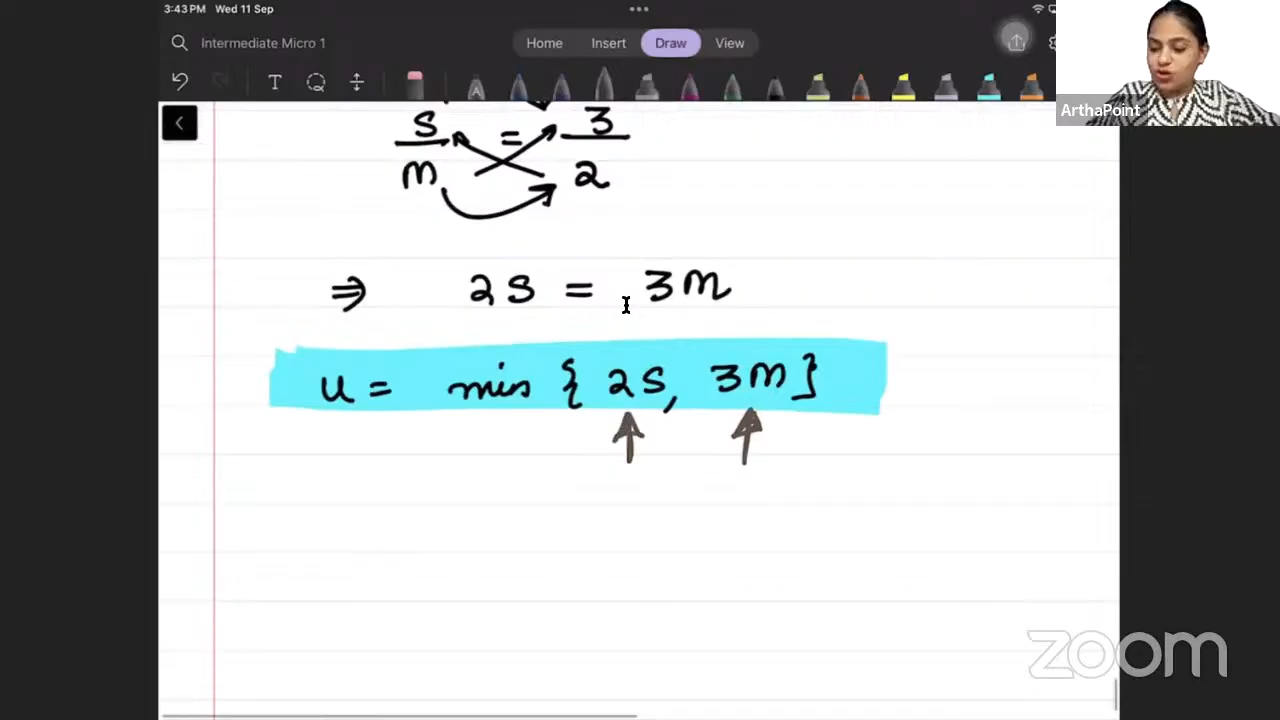 3:43 PM Wed 11 Sep
Intermediate Micro 1
Home Insert Draw View
ArthaPoint
s/m = 3/2
⇒ 2s = 3m
u = min { 2s, 3m }
zoom